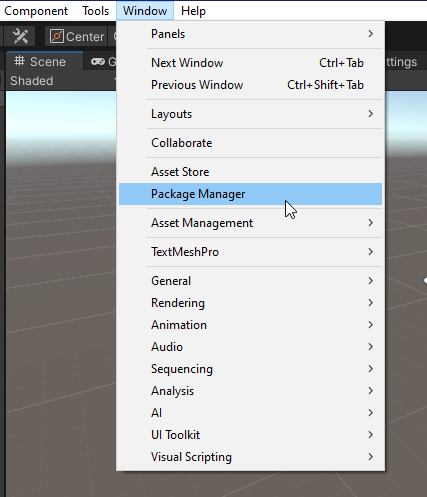 Component Tools Window Help
Center
Scene
ttings
Shaded
Panels
Next Window Ctrl+Tab
Previous Window Ctrl+Shift+Tab
Layouts
Collaborate
Asset Store
Package Manager
Asset Management
TextMeshPro
General
Rendering
Animation
Audio
Sequencing
Analysis
AI
UI Toolkit
Visual Scripting